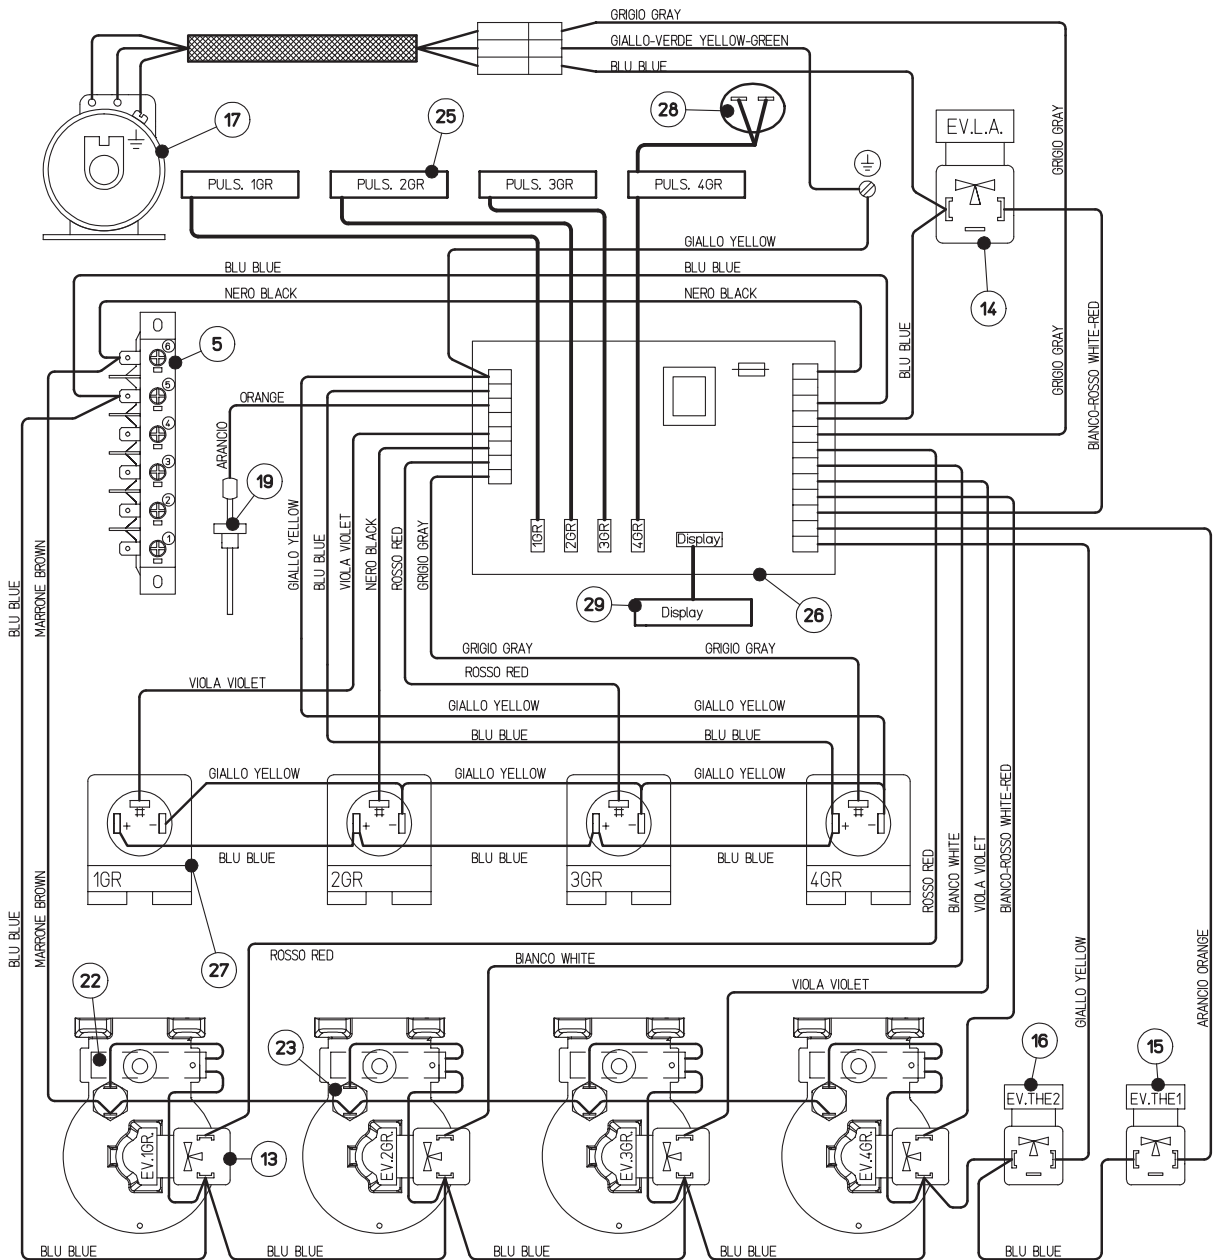 GRIGIO GRAY
GIALLO-VERDE YELLOW-GREEN
BLU BLUE
17
25
28
EV.L.A.
GRIGIO GRAY
PULS. 1GR
PULS. 2GR
PULS. 3GR
PULS. 4GR
GIALLO YELLOW
BLU BLUE
BLU BLUE
NERO BLACK
NERO BLACK
14
5
6
5
4
3
2
1
BLU BLUE
GRIGIO GRAY
BIANCO-ROSSO WHITE-RED
ORANGE
ARANCIO
19
GIALLO YELLOW
BLU BLUE
VIOLA VIOLET
NERO BLACK
ROSSO RED
GRIGIO GRAY
1GR
2GR
3GR
4GR
Display
29
Display
26
BLU BLUE
MARRONE BROWN
GRIGIO GRAY
GRIGIO GRAY
ROSSO RED
VIOLA VIOLET
GIALLO YELLOW
GIALLO YELLOW
BLU BLUE
BLU BLUE
GIALLO YELLOW
GIALLO YELLOW
GIALLO YELLOW
+ -
+ -
+ -
+ -
BLU BLUE
BLU BLUE
BLU BLUE
1GR
2GR
3GR
4GR
ROSSO RED
BIANCO WHITE
VIOLA VIOLET
BIANCO-ROSSO WHITE-RED
BLU BLUE
MARRONE BROWN
27
22
ROSSO RED
BIANCO WHITE
VIOLA VIOLET
GIALLO YELLOW
ARANCIO ORANGE
23
16
15
EV.THE2
EV.THE1
EV.1GR.
EV.2GR.
EV.3GR.
EV.4GR.
13
BLU BLUE
BLU BLUE
BLU BLUE
BLU BLUE
BLU BLUE